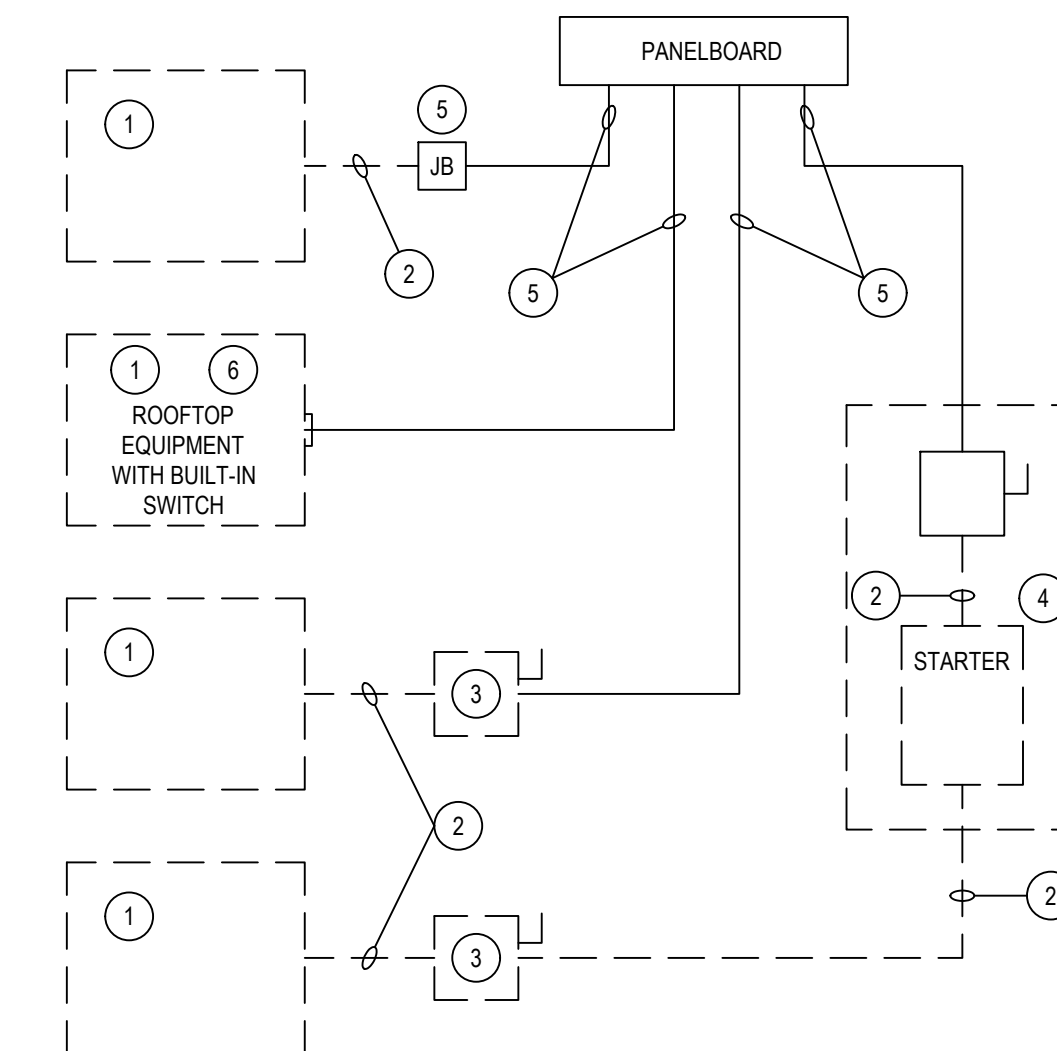 PANELBOARD
1
5
JB
2
5
5
1
6
ROOFTOP
EQUIPMENT
WITH BUILT-IN
SWITCH
2
4
1
STARTER
3
2
1
2
3